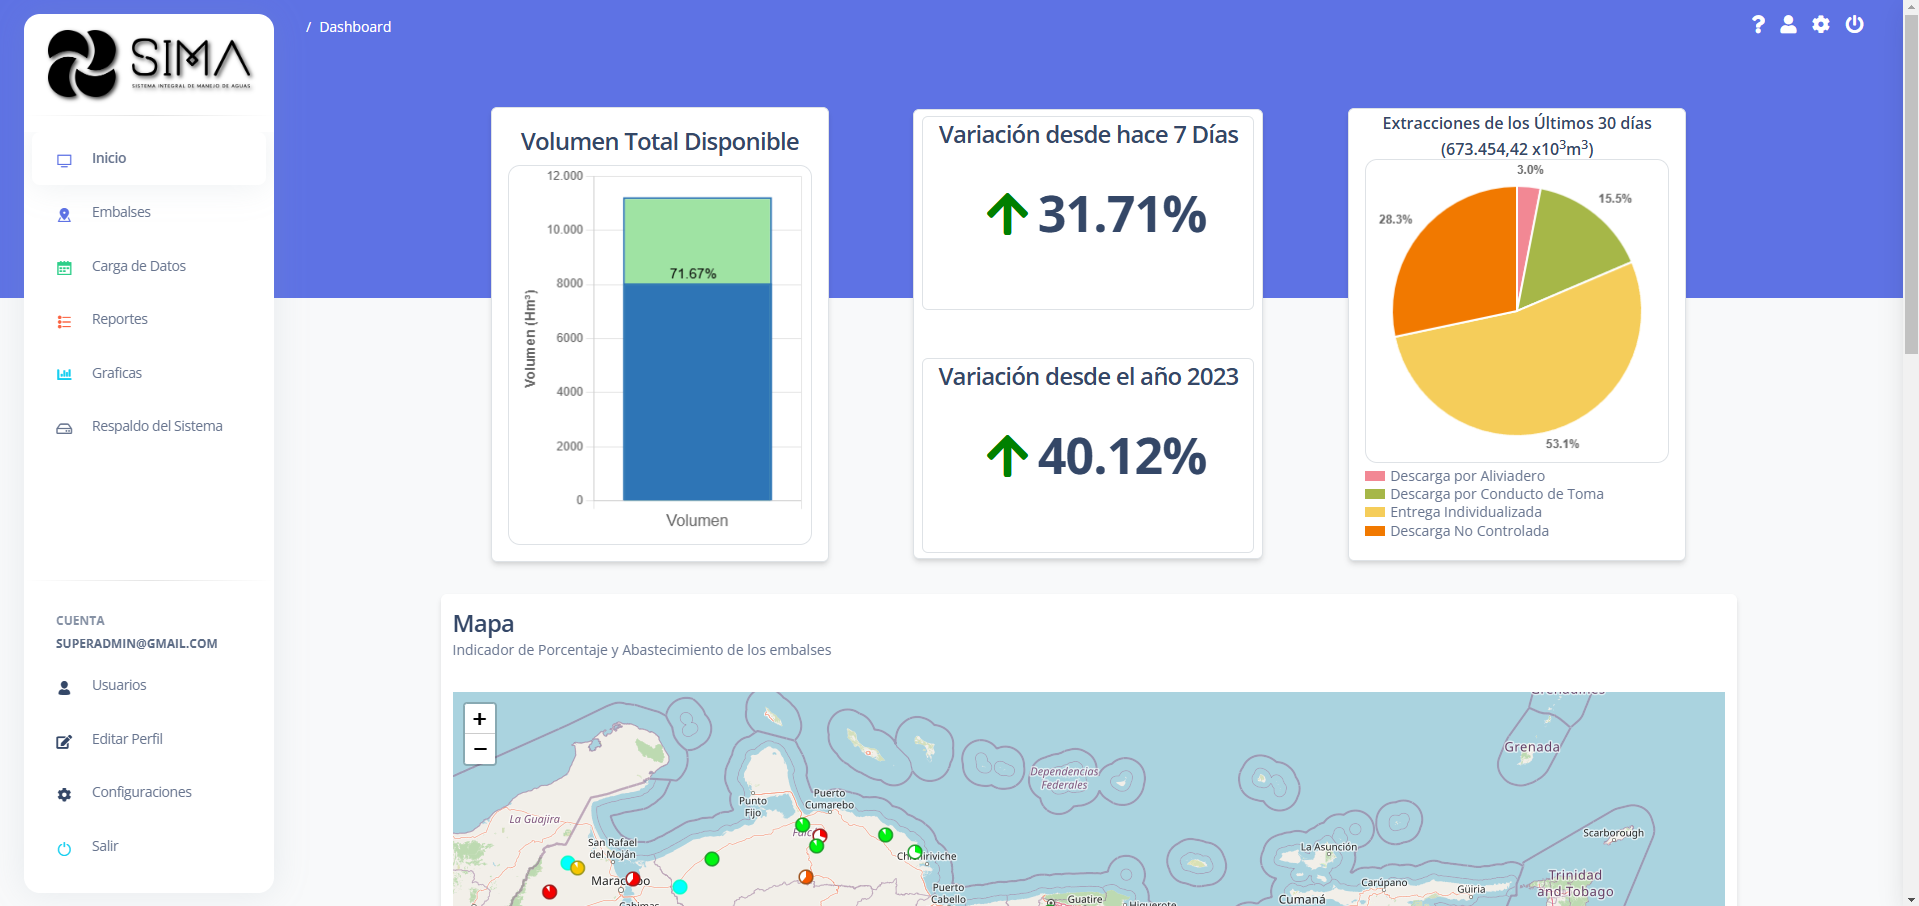 SIMA
SISTEMA INTEGRAL DE MANEJO DE AGUAS
/ Dashboard
Inicio
Embalses
Carga de Datos
Reportes
Graficas
Respaldo del Sistema
CUENTA
SUPERADMIN@GMAIL.COM
Usuarios
Editar Perfil
Configuraciones
Salir
Volumen Total Disponible
12.000
10.000
8000
6000
4000
2000
0
Volumen (Hm³)
71.67%
Volumen
Variación desde hace 7 Días
31.71%
Variación desde el año 2023
40.12%
Extracciones de los Últimos 30 días
(673.454,42 x10³m³)
3.0%
15.5%
28.3%
53.1%
Descarga por Aliviadero
Descarga por Conducto de Toma
Entrega Individualizada
Descarga No Controlada
Mapa
Indicador de Porcentaje y Abastecimiento de los embalses
+
−
Grenadines
Grenada
Dependencias
Federales
Punto
Fijo
Puerto
Cumarebo
La Guajira
San Rafael
del Moján
Scarborough
La Asunción
Puerto
Cabello
Guatire
Higuerote
Carúpano
Cumaná
Güiria
Trinidad
and Tobago
Cabimas